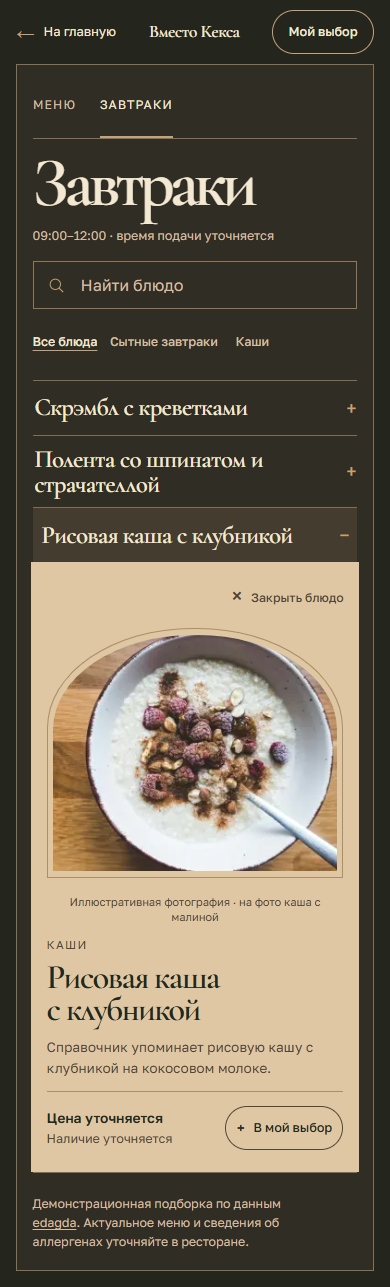 ← На главную
Вместо Кекса
Мой выбор
МЕНЮ
ЗАВТРАКИ
Завтраки
09:00–12:00 · время подачи уточняется
Найти блюдо
Все блюда
Сытные завтраки
Каши
Скрэмбл с креветками +
Полента со шпинатом и
страчателлой +
Рисовая каша с клубникой −
✕ Закрыть блюдо
Иллюстративная фотография · на фото каша с
малиной
КАШИ
Рисовая каша
с клубникой
Справочник упоминает рисовую кашу с
клубникой на кокосовом молоке.
Цена уточняется
Наличие уточняется
+ В мой выбор
Демонстрационная подборка по данным
edagda. Актуальное меню и сведения об
аллергенах уточняйте в ресторане.